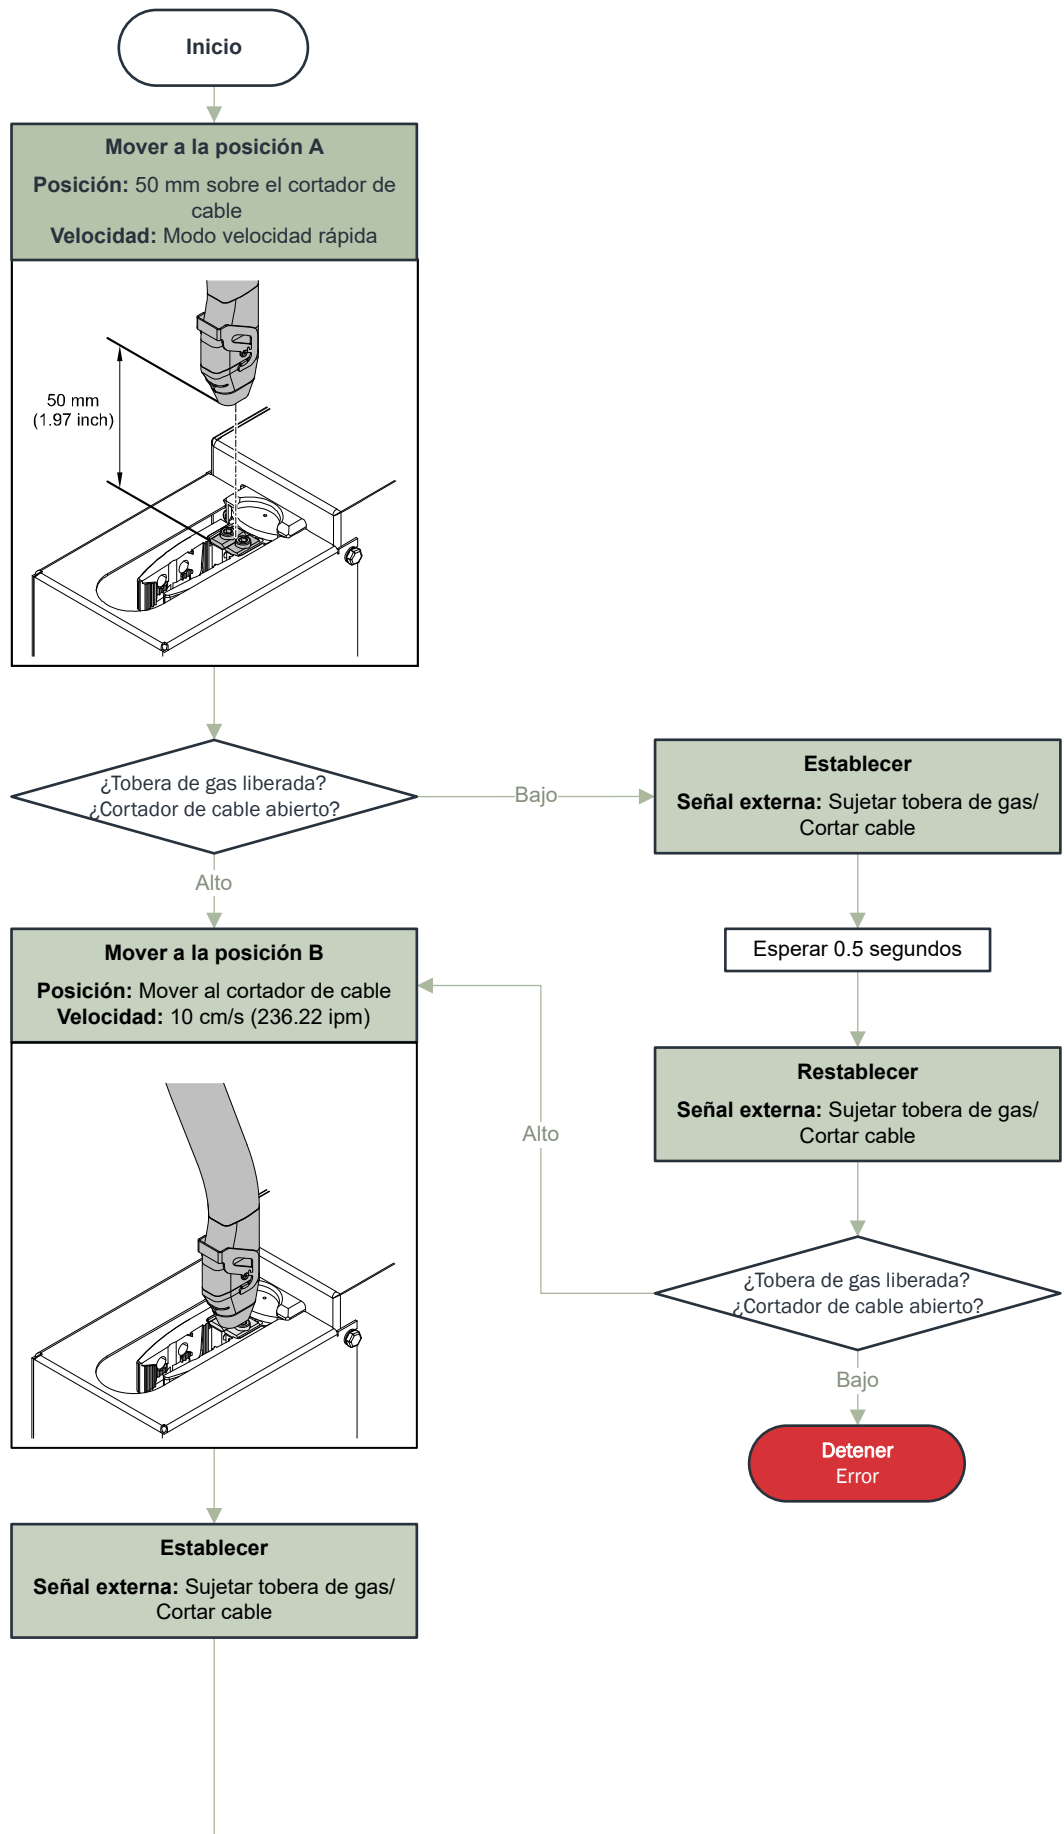 Inicio
Mover a la posición A
Posición: 50 mm sobre el cortador de
cable
Velocidad: Modo velocidad rápida
50 mm
(1.97 inch)
¿Tobera de gas liberada?
¿Cortador de cable abierto?
Bajo
Establecer
Señal externa: Sujetar tobera de gas/
Cortar cable
Alto
Esperar 0.5 segundos
Mover a la posición B
Posición: Mover al cortador de cable
Velocidad: 10 cm/s (236.22 ipm)
Restablecer
Señal externa: Sujetar tobera de gas/
Cortar cable
Alto
¿Tobera de gas liberada?
¿Cortador de cable abierto?
Bajo
Detener
Error
Establecer
Señal externa: Sujetar tobera de gas/
Cortar cable